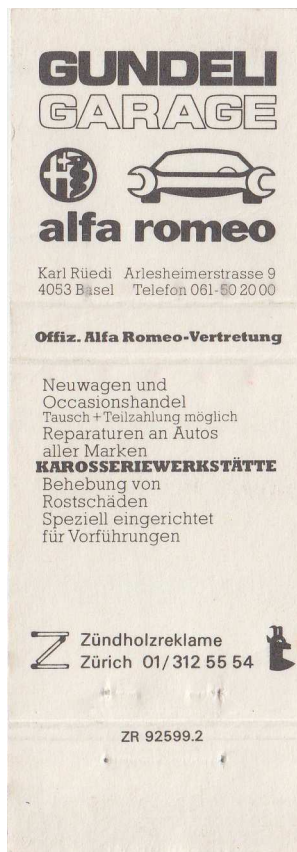 GUNDELI
GARAGE
alfa romeo
Karl Rüedi Arlesheimerstrasse 9
4053 Basel Telefon 061-50 20 00
Offiz. Alfa Romeo-Vertretung
Neuwagen und
Occasionshandel
Tausch + Teilzahlung möglich
Reparaturen an Autos
aller Marken
KAROSSERIEWERKSTÄTTE
Behebung von
Rostschäden
Speziell eingerichtet
für Vorführungen
Zündholzreklame
Zürich 01/312 55 54
ZR 92599.2